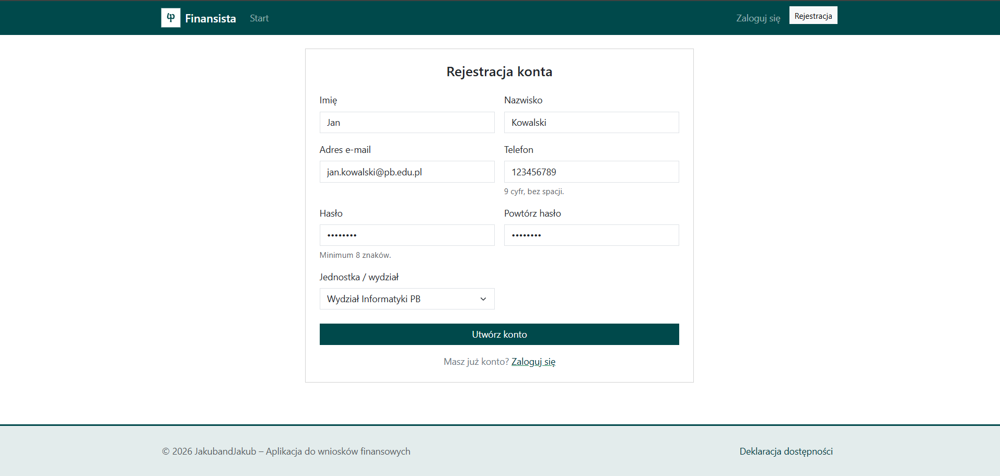 Finansista Start Zaloguj się Rejestracja
Rejestracja konta
Imię Nazwisko
Jan Kowalski
Adres e-mail Telefon
jan.kowalski@pb.edu.pl 123456789
9 cyfr, bez spacji.
Hasło Powtórz hasło
•••••••• ••••••••
Minimum 8 znaków.
Jednostka / wydział
Wydział Informatyki PB
Utwórz konto
Masz już konto? Zaloguj się
© 2026 JakubandJakub – Aplikacja do wniosków finansowych Deklaracja dostępności